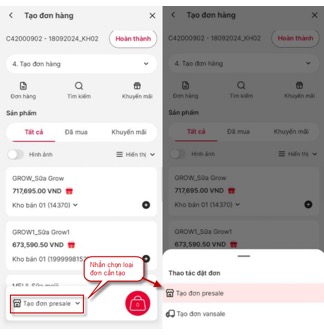 Tạo đơn hàng
C42000902 - 18092024_KH02
Hoàn thành
4. Tạo đơn hàng
Đơn hàng
Tìm kiếm
Khuyến mãi
Sản phẩm
Tất cả
Đã mua
Khuyến mãi
Hình ảnh
Hiển thị
GROW_Sữa Grow
717,695.00 VND
Kho bán 01 (14370)
GROW1_Sữa Grow1
673,590.50 VND
Kho bán 01 (199999815
Nhấn chọn loại
đơn cần tạo
Tạo đơn presale
Tạo đơn hàng
C42000902 - 18092024_KH02
Hoàn thành
4. Tạo đơn hàng
Đơn hàng
Tìm kiếm
Khuyến mãi
Sản phẩm
Tất cả
Đã mua
Khuyến mãi
Hình ảnh
Hiển thị
GROW_Sữa Grow
717,695.00 VND
Kho bán 01 (14370)
GROW1_Sữa Grow1
673,590.50 VND
Thao tác đặt đơn
Tạo đơn presale
Tạo đơn vansale